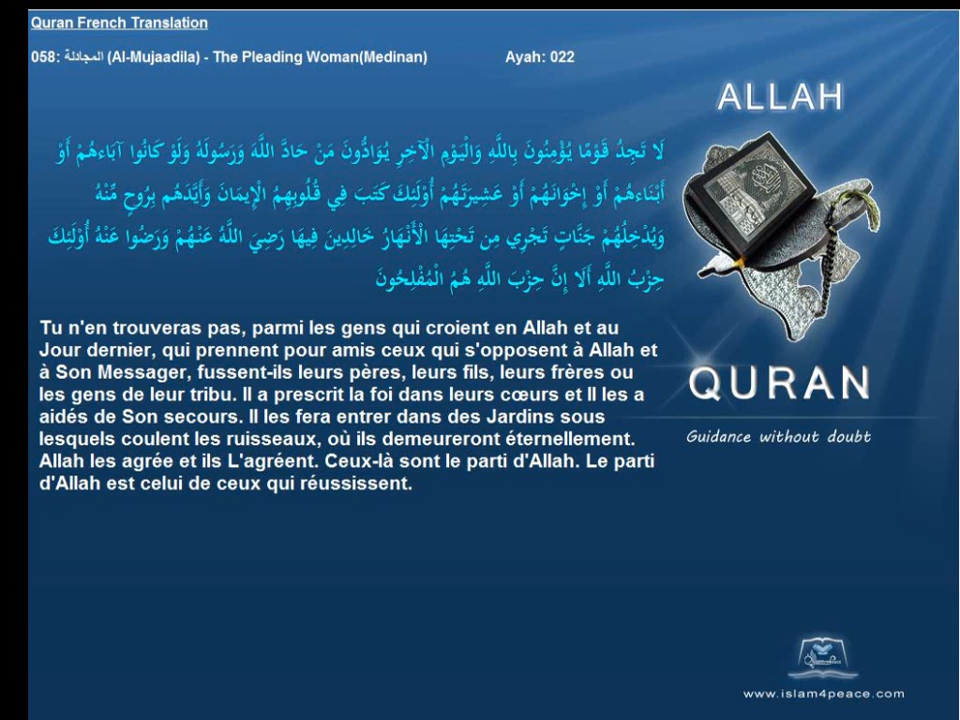 Quran French Translation
058: المجادلة (Al-Mujaadila) - The Pleading Woman(Medinan) Ayah: 022
ALLAH
لَا تَجِدُ قَوْمًا يُؤْمِنُونَ بِاللَّهِ وَالْيَوْمِ الْآخِرِ يُوَادُّونَ مَنْ حَادَّ اللَّهَ وَرَسُولَهُ وَلَوْ كَانُوا آبَاءهُمْ أَوْ
أَبْنَاءهُمْ أَوْ إِخْوَانَهُمْ أَوْ عَشِيرَتَهُمْ أُوْلَئِكَ كَتَبَ فِي قُلُوبِهِمُ الْإِيمَانَ وَأَيَّدَهُم بِرُوحٍ مِّنْهُ
وَيُدْخِلُهُمْ جَنَّاتٍ تَجْرِي مِن تَحْتِهَا الْأَنْهَارُ خَالِدِينَ فِيهَا رَضِيَ اللَّهُ عَنْهُمْ وَرَضُوا عَنْهُ أُوْلَئِكَ
حِزْبُ اللَّهِ أَلَا إِنَّ حِزْبَ اللَّهِ هُمُ الْمُفْلِحُونَ
Tu n'en trouveras pas, parmi les gens qui croient en Allah et au
Jour dernier, qui prennent pour amis ceux qui s'opposent à Allah et
à Son Messager, fussent-ils leurs pères, leurs fils, leurs frères ou
les gens de leur tribu. Il a prescrit la foi dans leurs cœurs et Il les a
aidés de Son secours. Il les fera entrer dans des Jardins sous
lesquels coulent les ruisseaux, où ils demeureront éternellement.
Allah les agrée et ils L'agréent. Ceux-là sont le parti d'Allah. Le parti
d'Allah est celui de ceux qui réussissent.
QURAN
Guidance without doubt
www.islam4peace.com